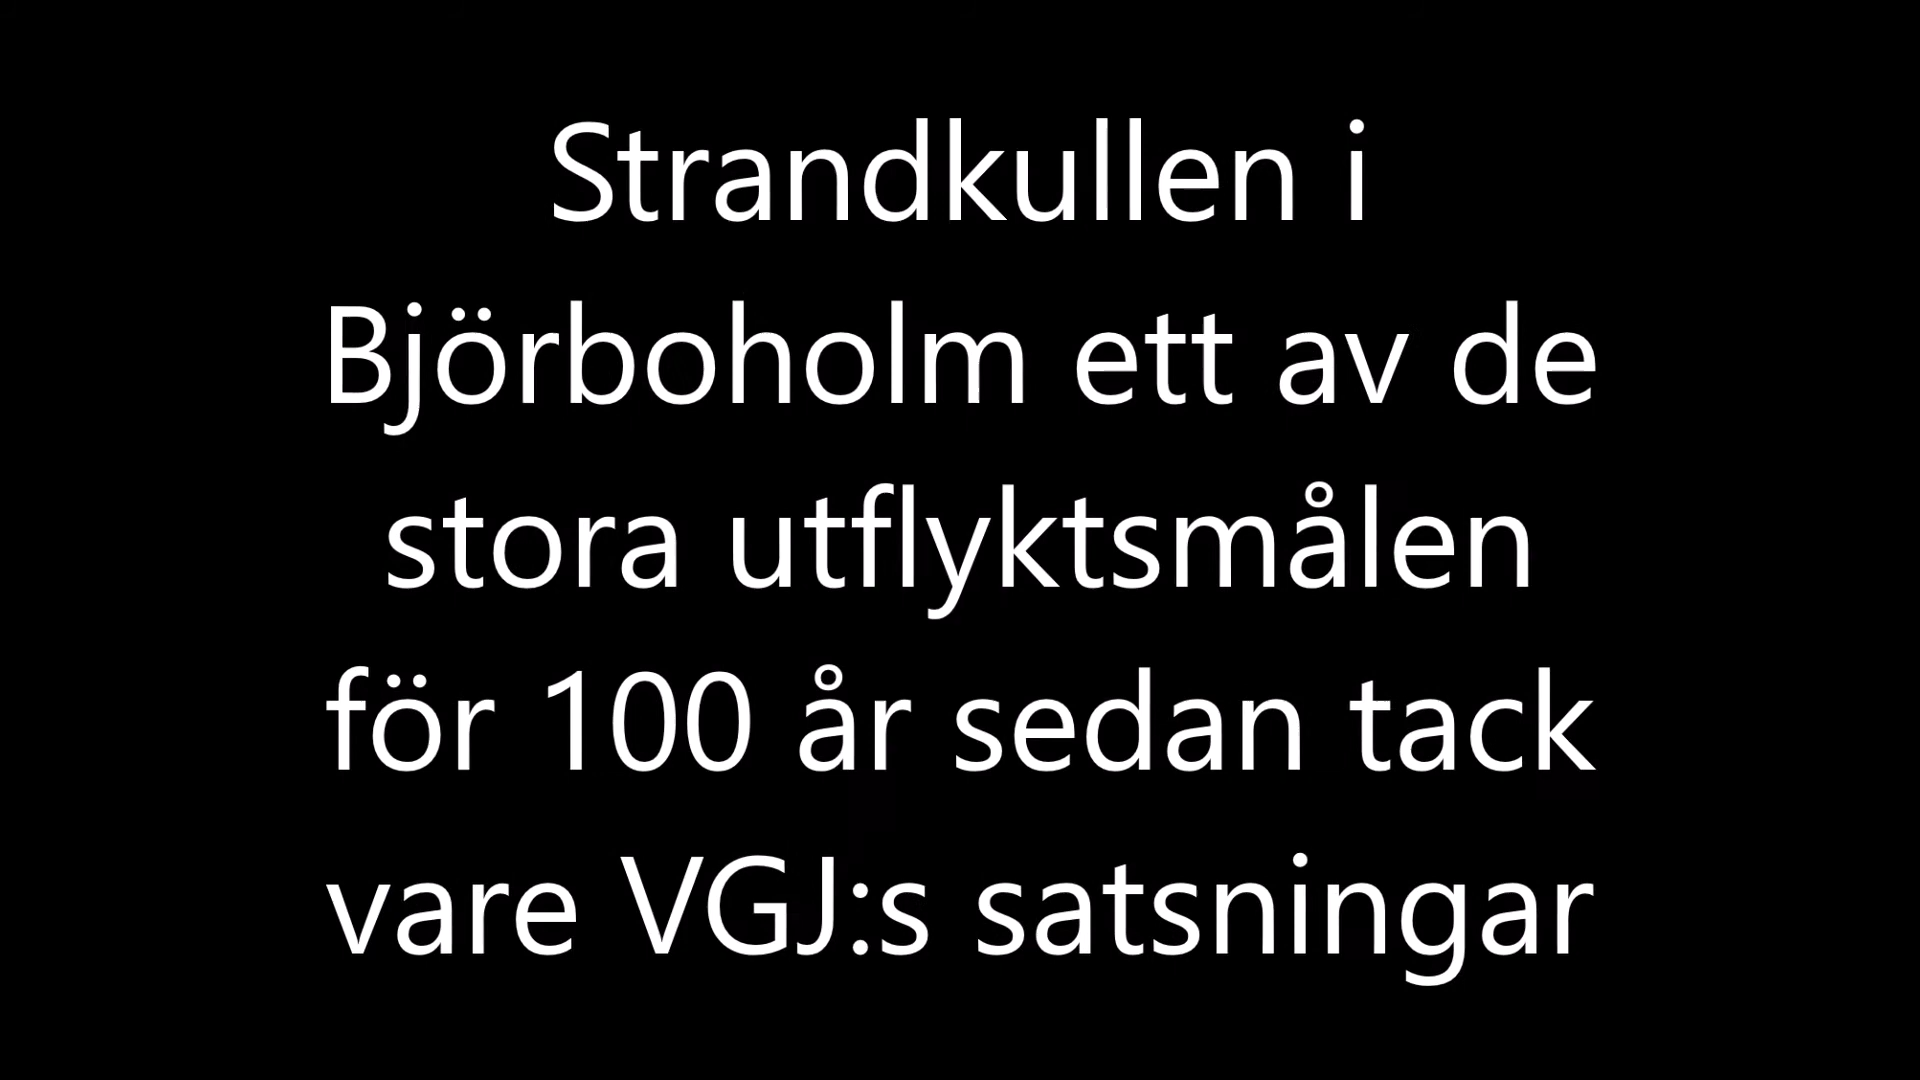 Strandkullen i
Björboholm ett av de
stora utflyktsmålen
för 100 år sedan tack
vare VGJ:s satsningar